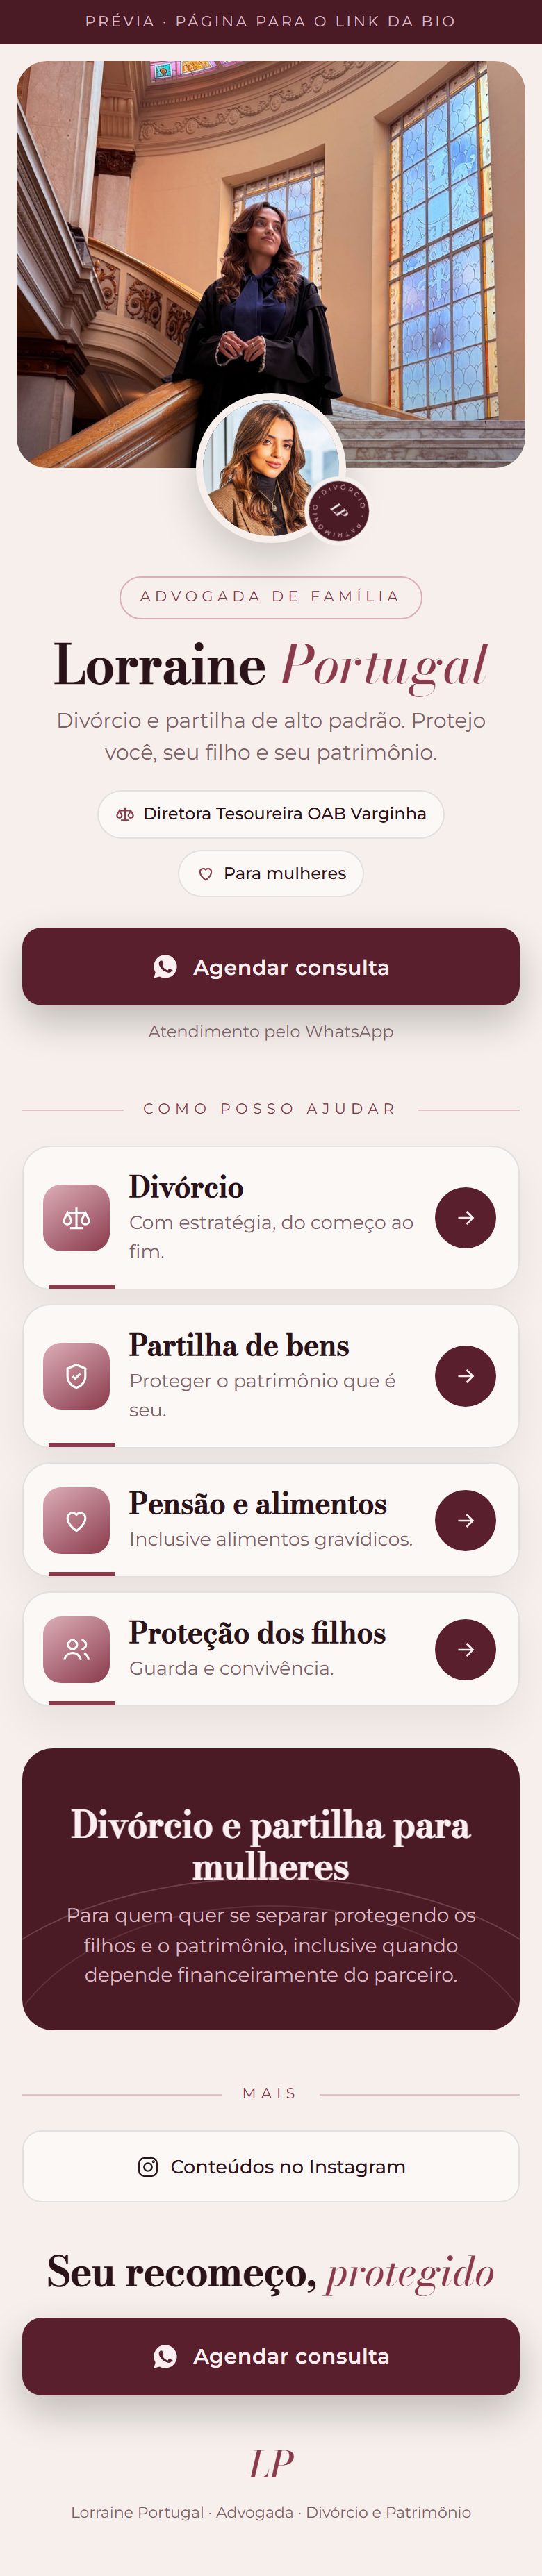 PRÉVIA · PÁGINA PARA O LINK DA BIO
DIVÓRCIO · PATRIMÔNIO ·
LP
ADVOGADA DE FAMÍLIA
Lorraine Portugal
Divórcio e partilha de alto padrão. Protejo
você, seu filho e seu patrimônio.
Diretora Tesoureira OAB Varginha
Para mulheres
Agendar consulta
Atendimento pelo WhatsApp
COMO POSSO AJUDAR
Divórcio
Com estratégia, do começo ao
fim.
Partilha de bens
Proteger o patrimônio que é
seu.
Pensão e alimentos
Inclusive alimentos gravídicos.
Proteção dos filhos
Guarda e convivência.
Divórcio e partilha para
mulheres
Para quem quer se separar protegendo os
filhos e o patrimônio, inclusive quando
depende financeiramente do parceiro.
MAIS
Conteúdos no Instagram
Seu recomeço, protegido
Agendar consulta
LP
Lorraine Portugal · Advogada · Divórcio e Patrimônio